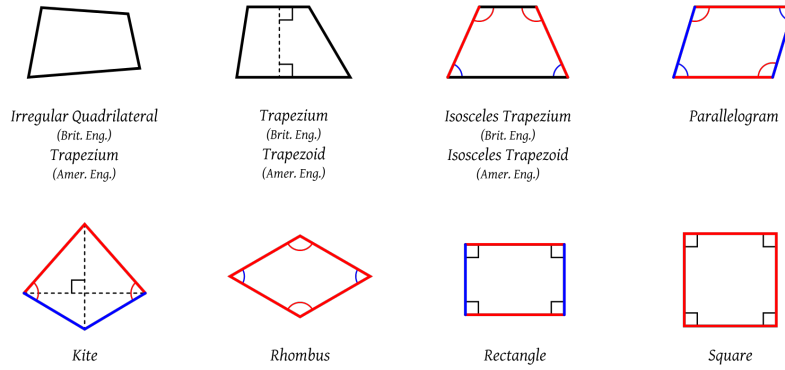 Irregular Quadrilateral
(Brit. Eng.)
Trapezium
(Amer. Eng.)
Trapezium
(Brit. Eng.)
Trapezoid
(Amer. Eng.)
Isosceles Trapezium
(Brit. Eng.)
Isosceles Trapezoid
(Amer. Eng.)
Parallelogram
Kite
Rhombus
Rectangle
Square